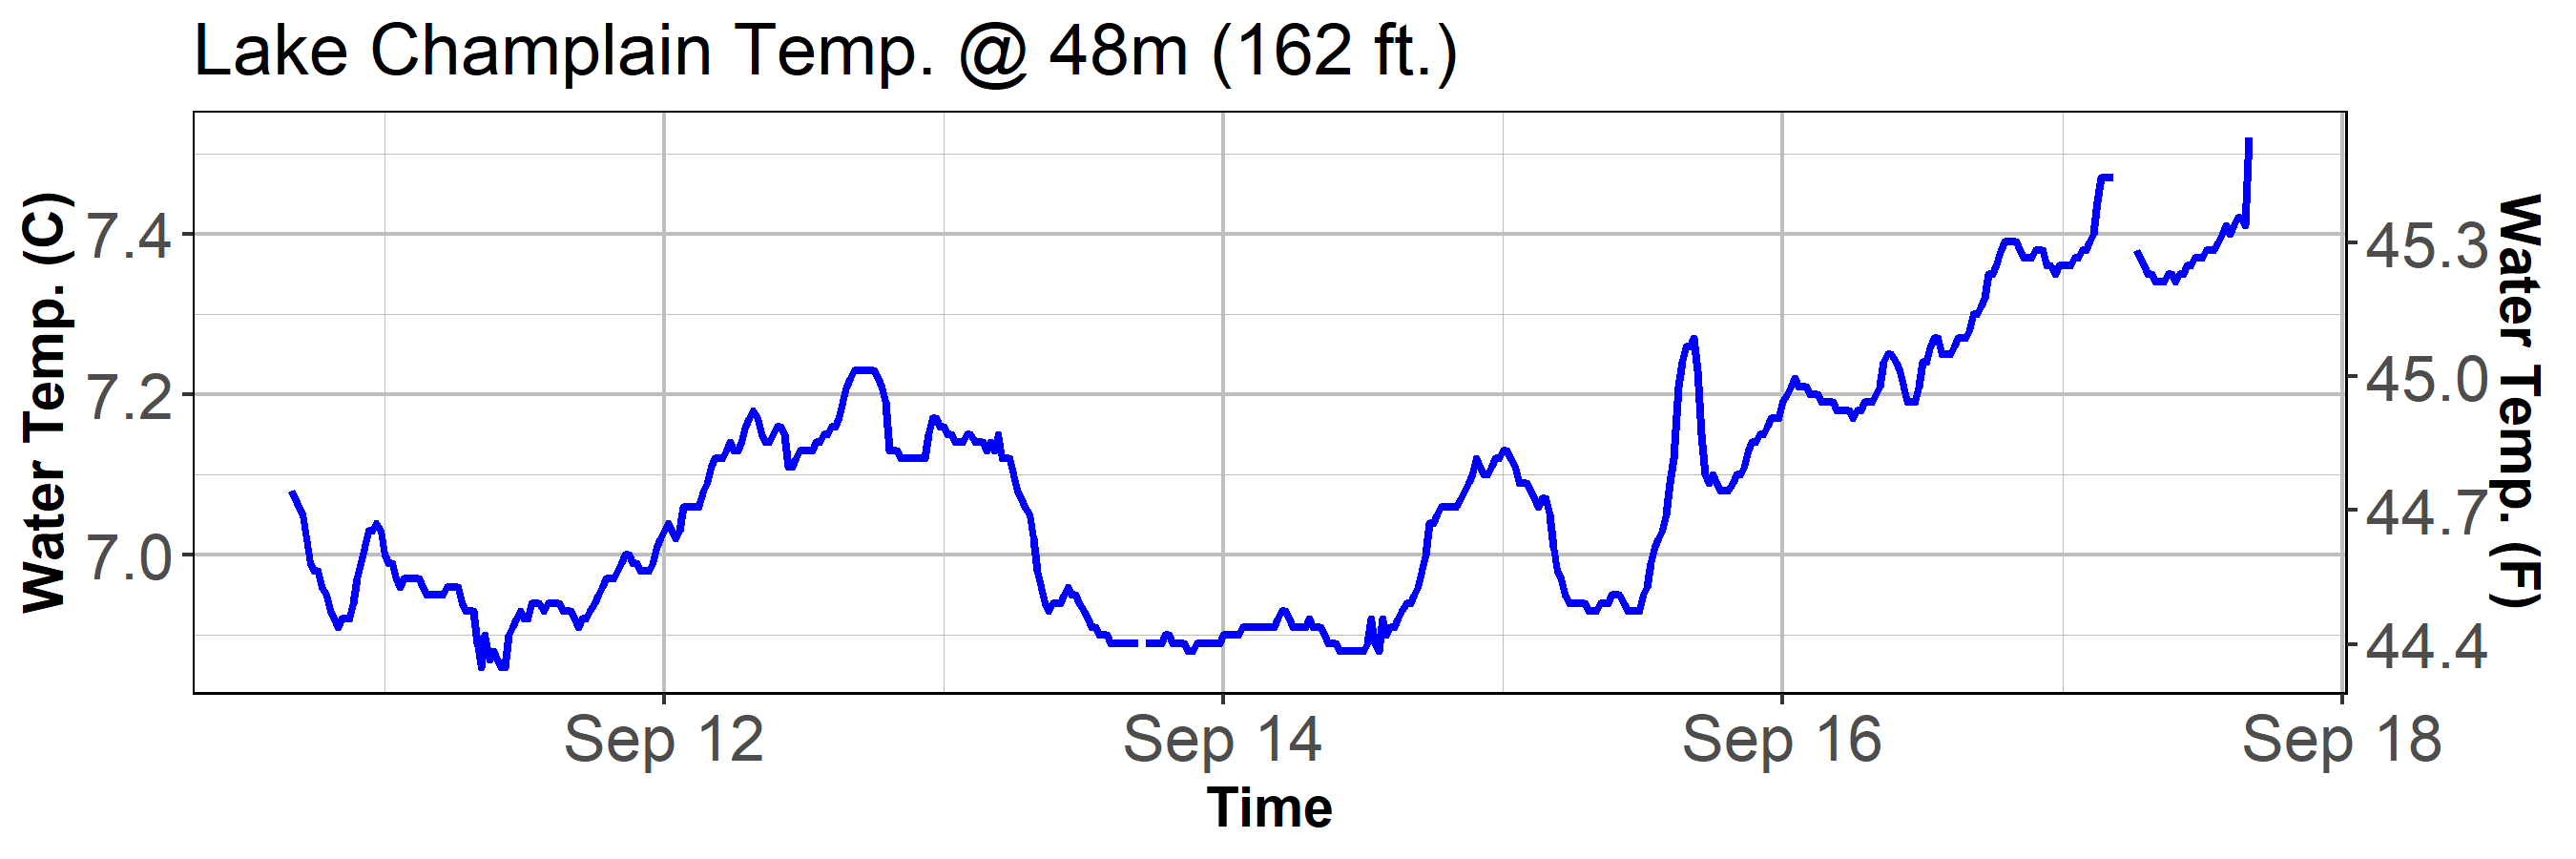 Lake Champlain Temp. @ 48m (162 ft.)
Water Temp. (C)
7.4
7.2
7.0
45.3
45.0
44.7
44.4
Water Temp. (F)
Sep 12
Sep 14
Sep 16
Sep 18
Time